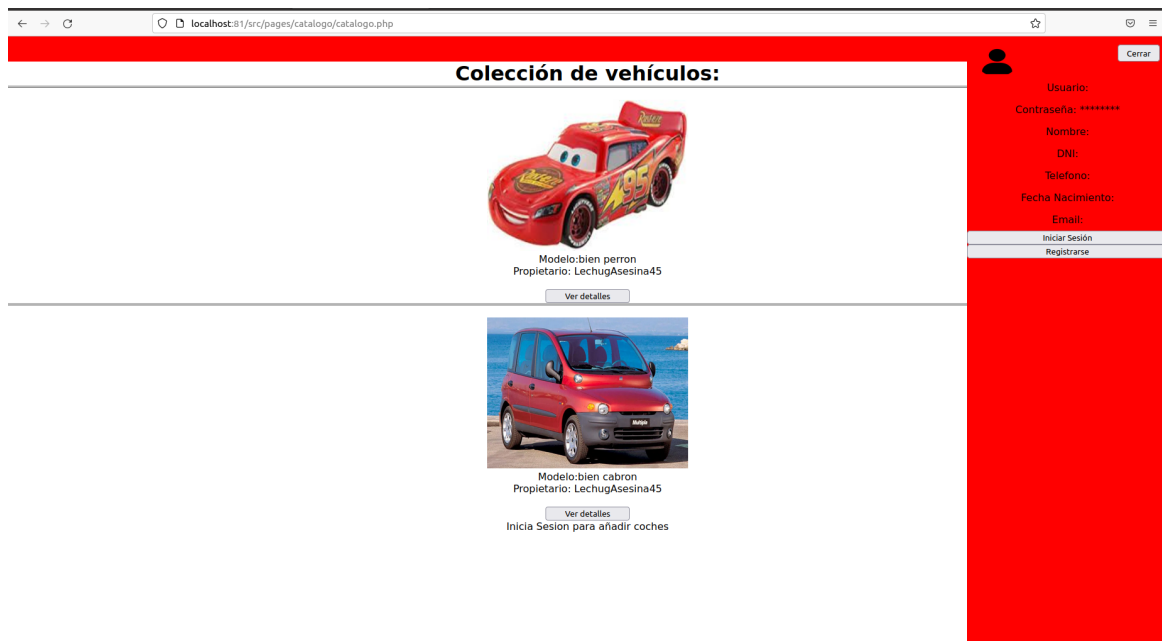 localhost:81/src/pages/catalogo/catalogo.php
Cerrar
Colección de vehículos:
Usuario:
Contraseña: ********
Nombre:
DNI:
Telefono:
Fecha Nacimiento:
Email:
Iniciar Sesión
Registrarse
95
Modelo:bien perron
Propietario: LechugAsesina45
Ver detalles
Multipla
Modelo:bien cabron
Propietario: LechugAsesina45
Ver detalles
Inicia Sesion para añadir coches